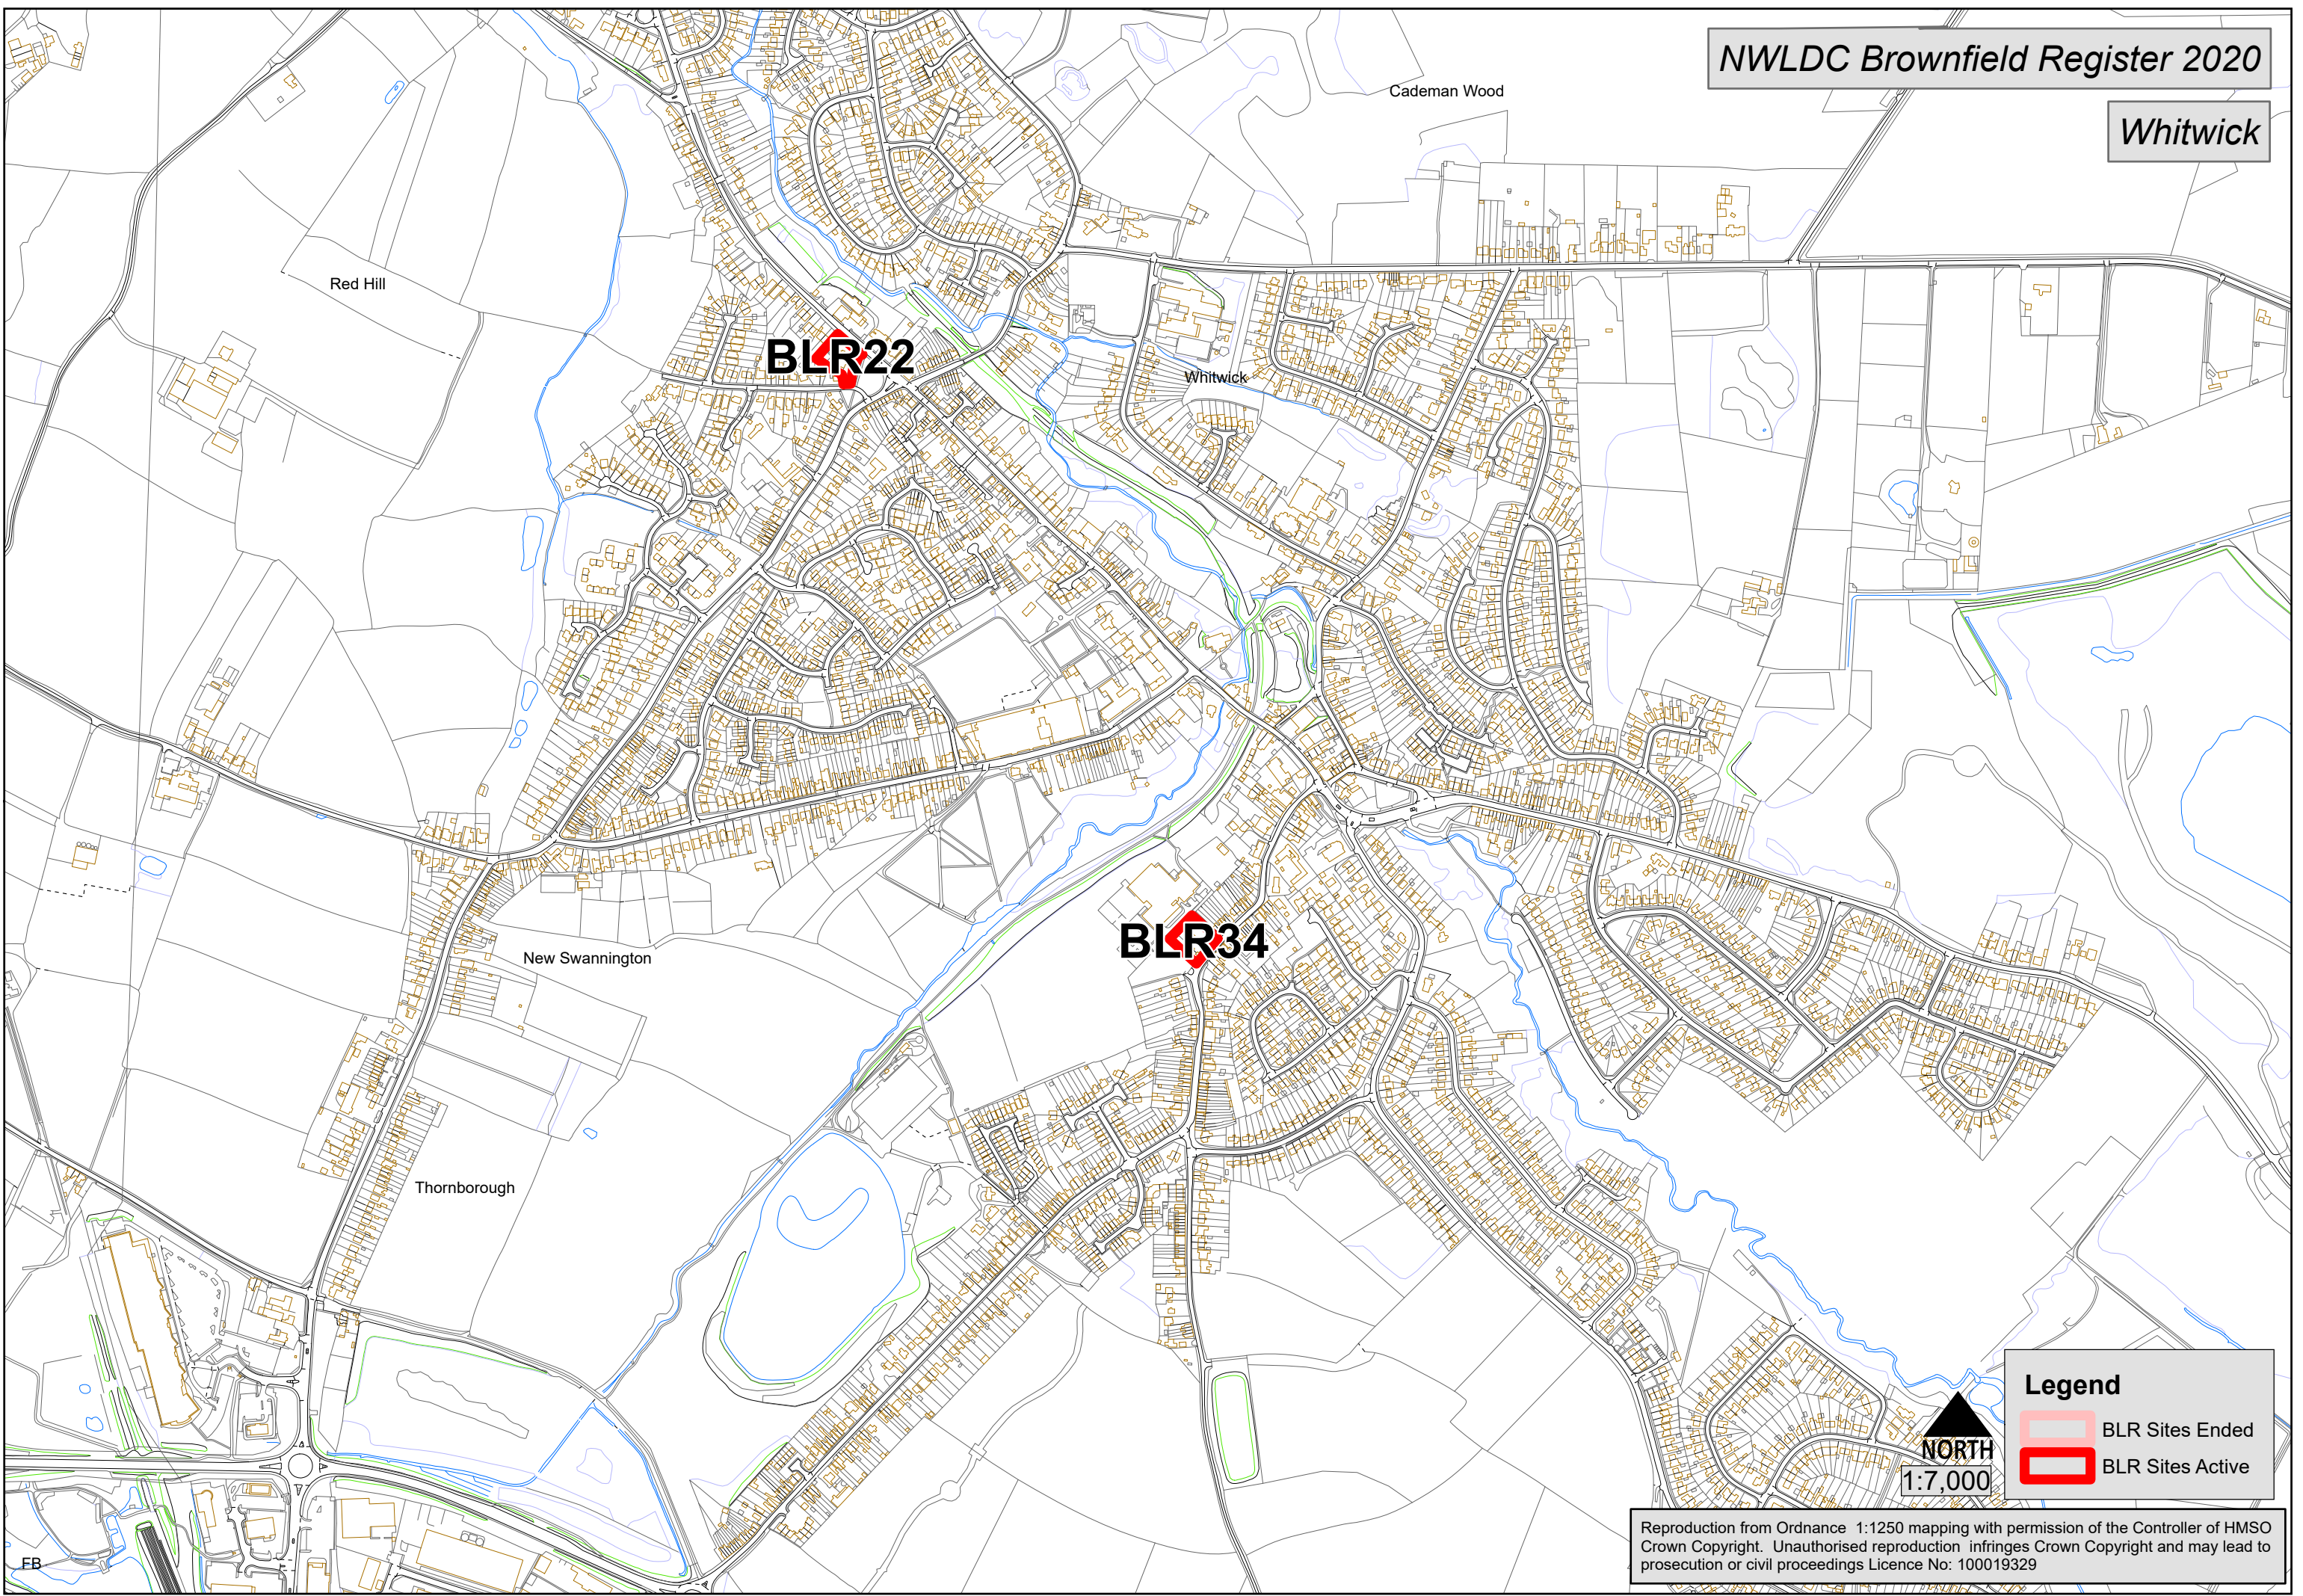 NWLDC Brownfield Register 2020
Whitwick
Cademan Wood
Red Hill
BLR22
Whitwick
BLR34
New Swannington
Thornborough
FB
Legend
BLR Sites Ended
BLR Sites Active
NORTH
1:7,000
Reproduction from Ordnance 1:1250 mapping with permission of the Controller of HMSO
Crown Copyright. Unauthorised reproduction infringes Crown Copyright and may lead to
prosecution or civil proceedings Licence No: 100019329